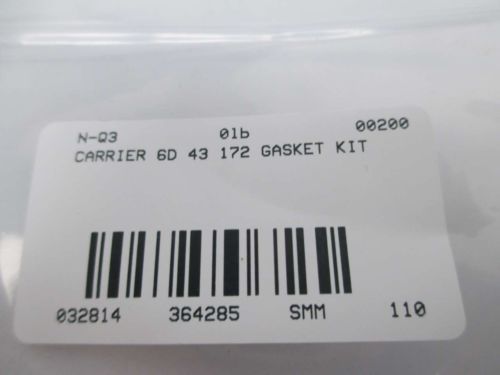 N-Q3 01b 00200
CARRIER 6D 43 172 GASKET KIT
032814 364285 SMM 110